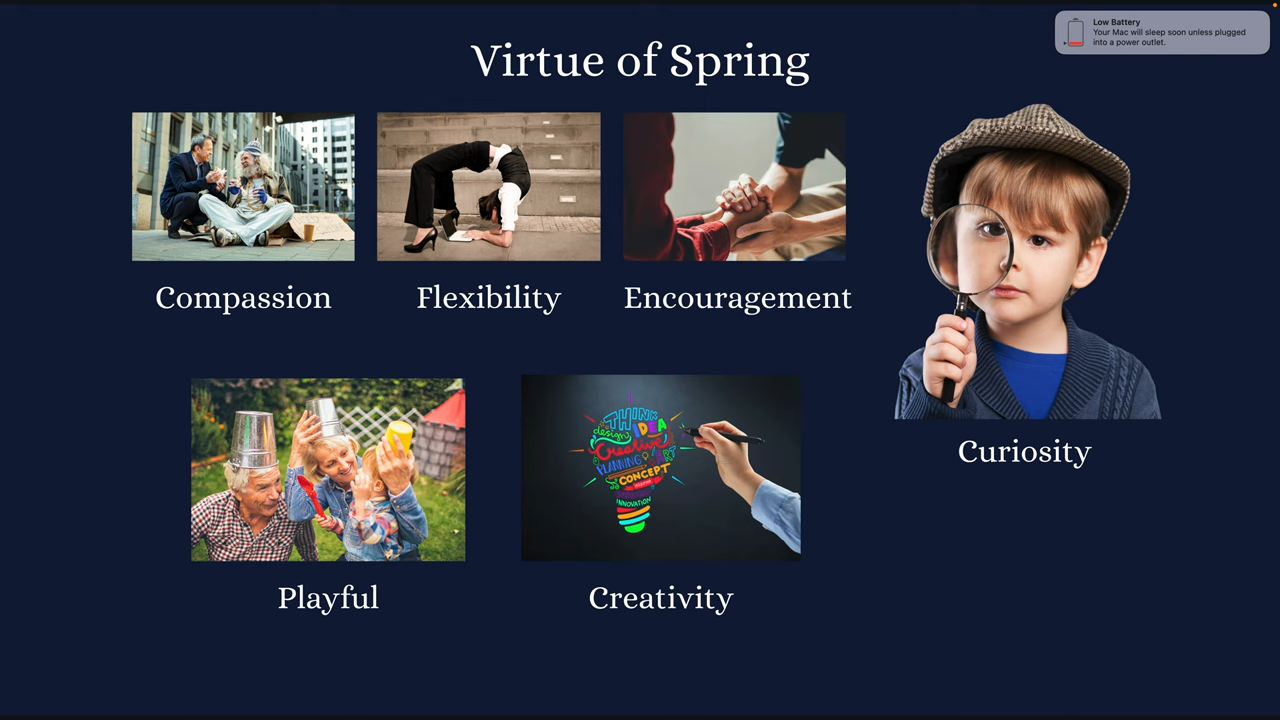 Low Battery
Your Mac will sleep soon unless plugged
into a power outlet.
Virtue of Spring
Compassion
Flexibility
Encouragement
Curiosity
THINK
design
IDEA
Creative
PLANNING
ART
CONCEPT
INNOVATION
Playful
Creativity